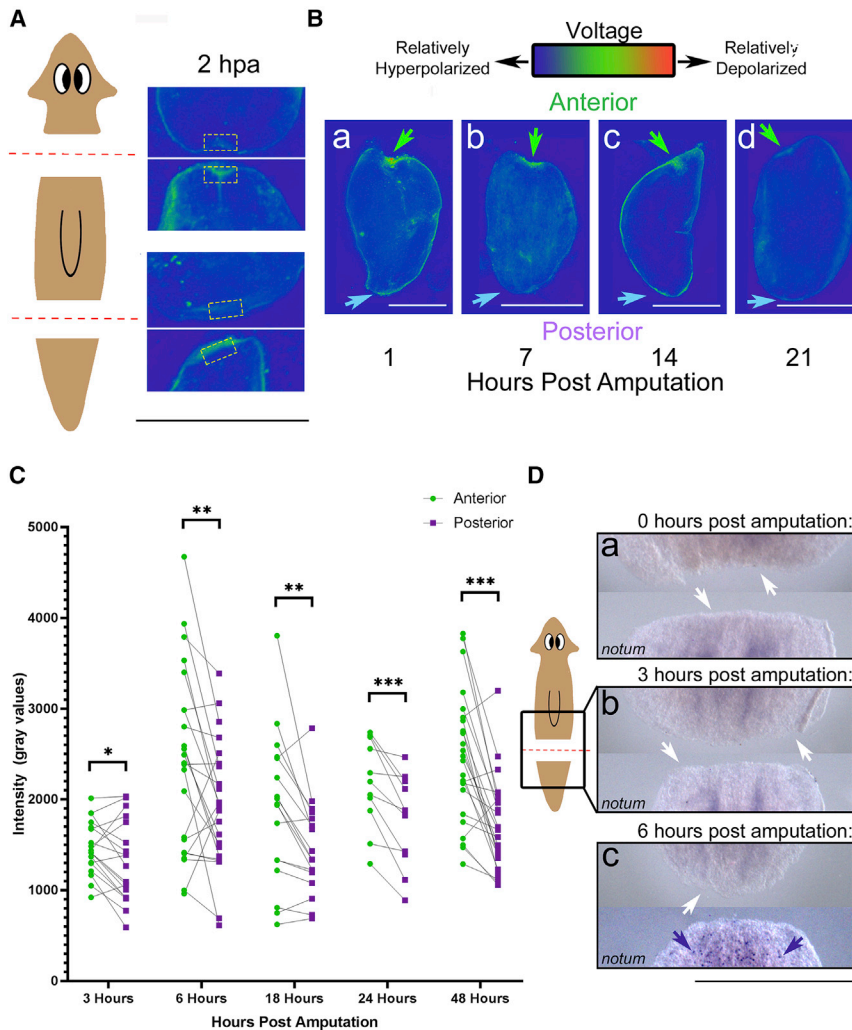 A
2 hpa
B
Voltage
Relatively
Hyperpolarized
Relatively
Depolarized
Anterior
a
b
c
d
Posterior
1
7
14
21
Hours Post Amputation
C
Anterior
Posterior
5000
4000
3000
2000
1000
0
Intensity (gray values)
*
**
**
***
***
3 Hours
6 Hours
18 Hours
24 Hours
48 Hours
Hours Post Amputation
D
0 hours post amputation:
a
notum
3 hours post amputation:
b
notum
6 hours post amputation:
c
notum